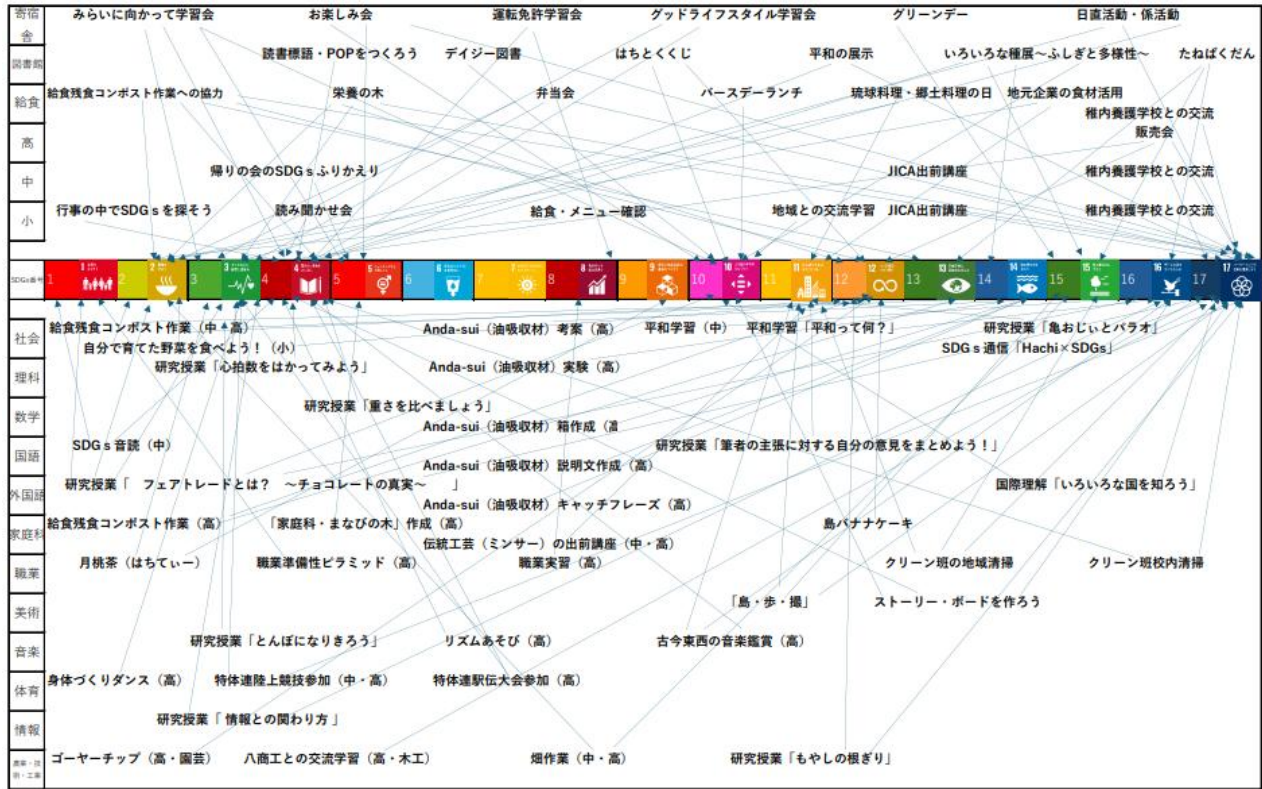 寄宿舎
みらいに向かって学習会 お楽しみ会 運転免許学習会 グッドライフスタイル学習会 グリーンデー 日直活動・係活動
図書館
読書標語・POPをつくろう デイジー図書 はちとくくじ 平和の展示 いろいろな種展～ふしぎと多様性～ たねぱくだん
給食
給食残食コンポスト作業への協力 栄養の木 弁当会 バースデーランチ 琉球料理・郷土料理の日 地元企業の食材活用
高
稚内養護学校との交流
販売会
中
帰りの会のSDGｓふりかえり JICA出前講座 稚内養護学校との交流
小
行事の中でSDGｓを探そう 読み聞かせ会 給食・メニュー確認 地域との交流学習 JICA出前講座 稚内養護学校との交流
SDGs番号 1 2 3 4 5 6 7 8 9 10 11 12 13 14 15 16 17
社会
給食残食コンポスト作業（中・高） Anda-sui（油吸収材）考案（高） 平和学習（中） 平和学習「平和って何？」 研究授業「亀おじぃとパラオ」
自分で育てた野菜を食べよう！（小） SDGｓ通信「Hachi×SDGs」
理科
研究授業「心拍数をはかってみよう」 Anda-sui（油吸収材）実験（高）
数学
研究授業「重さを比べましょう」
Anda-sui（油吸収材）箱作成（高
国語
SDGｓ音読（中） 研究授業「筆者の主張に対する自分の意見をまとめよう！」
Anda-sui（油吸収材）説明文作成（高）
外国語
研究授業「 フェアトレードとは？ ～チョコレートの真実～ 」 国際理解「いろいろな国を知ろう」
Anda-sui（油吸収材）キャッチフレーズ（高）
家庭科
給食残食コンポスト作業（高） 「家庭科・まなびの木」作成（高） 島バナナケーキ
伝統工芸（ミンサー）の出前講座（中・高）
職業
月桃茶（はちてぃー） 職業準備性ピラミッド（高） 職業実習（高） クリーン班の地域清掃 クリーン班校内清掃
美術
「島・歩・撮」 ストーリー・ボードを作ろう
音楽
研究授業「とんぼになりきろう」 リズムあそび（高） 古今東西の音楽鑑賞（高）
体育
身体づくりダンス（高） 特体連陸上競技参加（中・高） 特体連駅伝大会参加（高）
情報
研究授業「 情報との関わり方 」
農業・技術・工業
ゴーヤーチップ（高・園芸） 八商工との交流学習（高・木工） 畑作業（中・高） 研究授業「もやしの根ぎり」